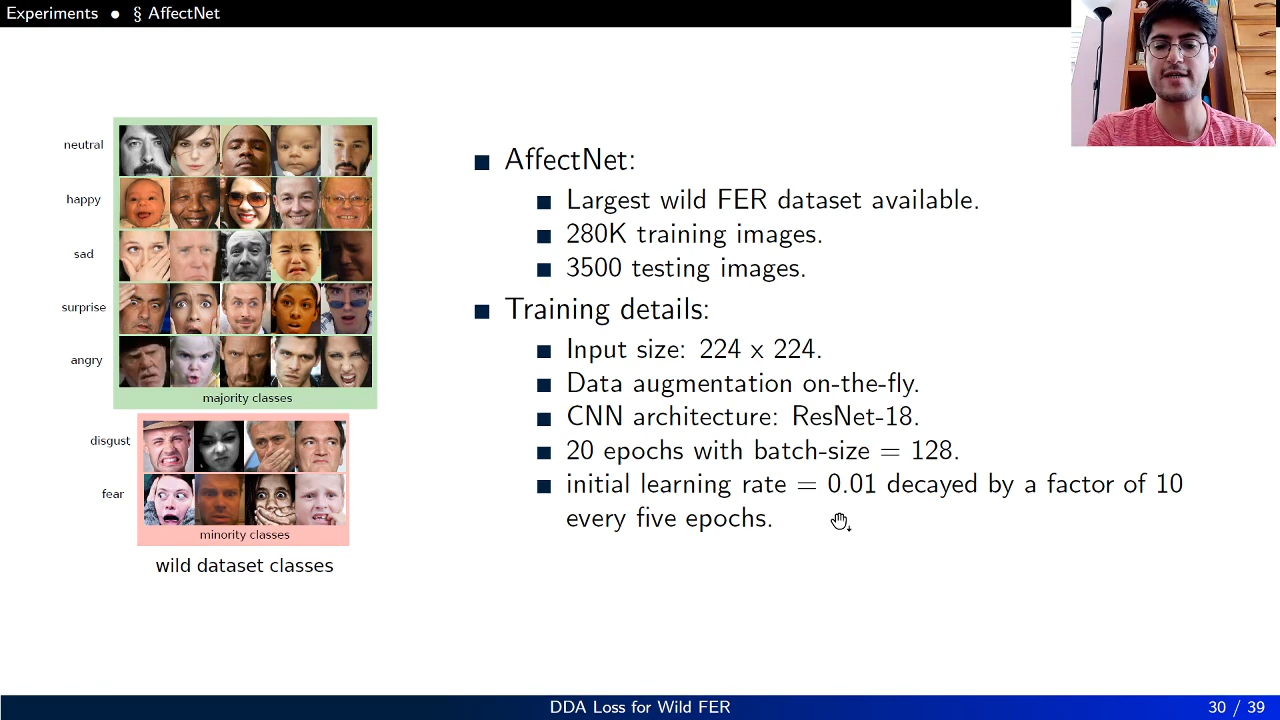 Experiments • § AffectNet
neutral
happy
sad
surprise
angry
majority classes
disgust
fear
minority classes
wild dataset classes
■ AffectNet:
■ Largest wild FER dataset available.
■ 280K training images.
■ 3500 testing images.
■ Training details:
■ Input size: 224 x 224.
■ Data augmentation on-the-fly.
■ CNN architecture: ResNet-18.
■ 20 epochs with batch-size = 128.
■ initial learning rate = 0.01 decayed by a factor of 10
every five epochs.
DDA Loss for Wild FER
30 / 39